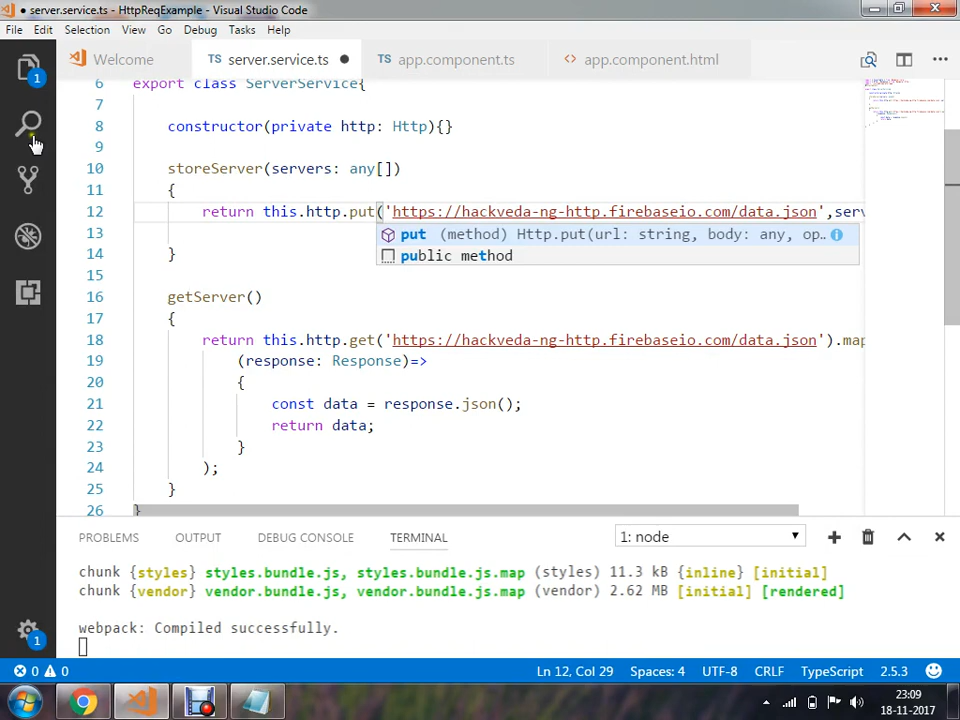 ● server.service.ts - HttpReqExample - Visual Studio Code
File Edit Selection View Go Debug Tasks Help
Welcome TS server.service.ts ● TS app.component.ts <> app.component.html
1
6 export class ServerService{
7
8 constructor(private http: Http){}
9
10 storeServer(servers: any[])
11 {
12 return this.http.put('https://hackveda-ng-http.firebaseio.com/data.json',serv
put (method) Http.put(url: string, body: any, op…
public method
13
14 }
15
16 getServer()
17 {
18 return this.http.get('https://hackveda-ng-http.firebaseio.com/data.json').map
19 (response: Response)=>
20 {
21 const data = response.json();
22 return data;
23 }
24 );
25 }
26 }
PROBLEMS OUTPUT DEBUG CONSOLE TERMINAL 1: node
chunk {styles} styles.bundle.js, styles.bundle.js.map (styles) 11.3 kB {inline} [initial]
chunk {vendor} vendor.bundle.js, vendor.bundle.js.map (vendor) 2.62 MB [initial] [rendered]
webpack: Compiled successfully.
1
0 0 Ln 12, Col 29 Spaces: 4 UTF-8 CRLF TypeScript 2.5.3
23:09
18-11-2017